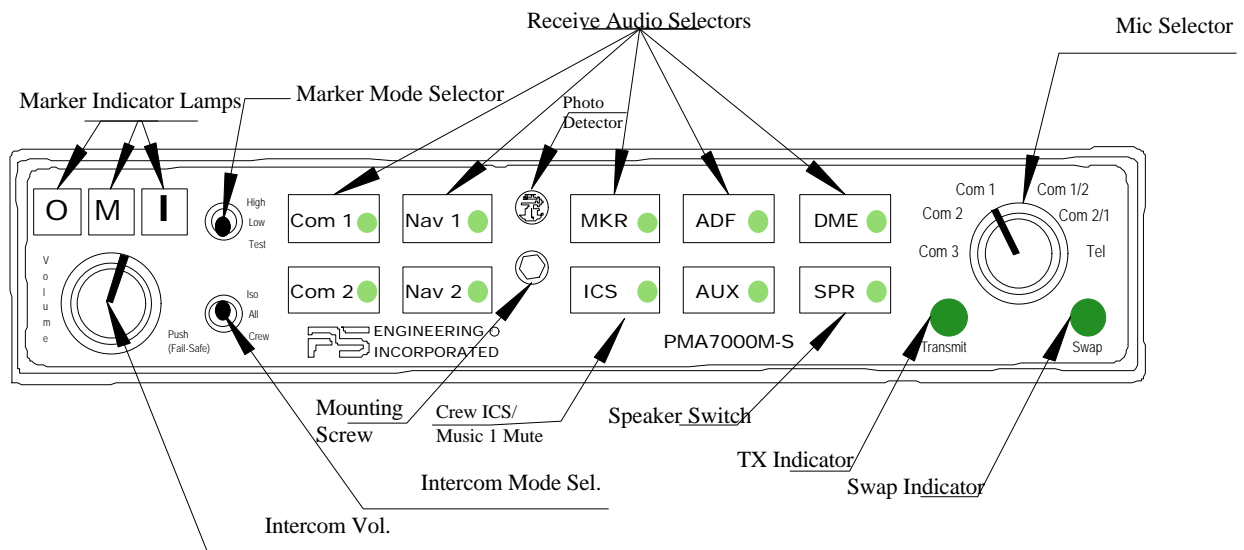 Receive Audio Selectors
Mic Selector
Marker Indicator Lamps
Marker Mode Selector
Photo
Detector
O M I
High
Low
Test
Com 1
Nav 1
MKR
ADF
DME
Com 1
Com 2
Com 3
Com 1/2
Com 2/1
Tel
Volume
Iso
All
Crew
Push
(Fail-Safe)
Com 2
Nav 2
ICS
AUX
SPR
PS ENGINEERING
INCORPORATED
PMA7000M-S
Transmit
Swap
Mounting
Screw
Crew ICS/
Music 1 Mute
Speaker Switch
TX Indicator
Swap Indicator
Intercom Mode Sel.
Intercom Vol.